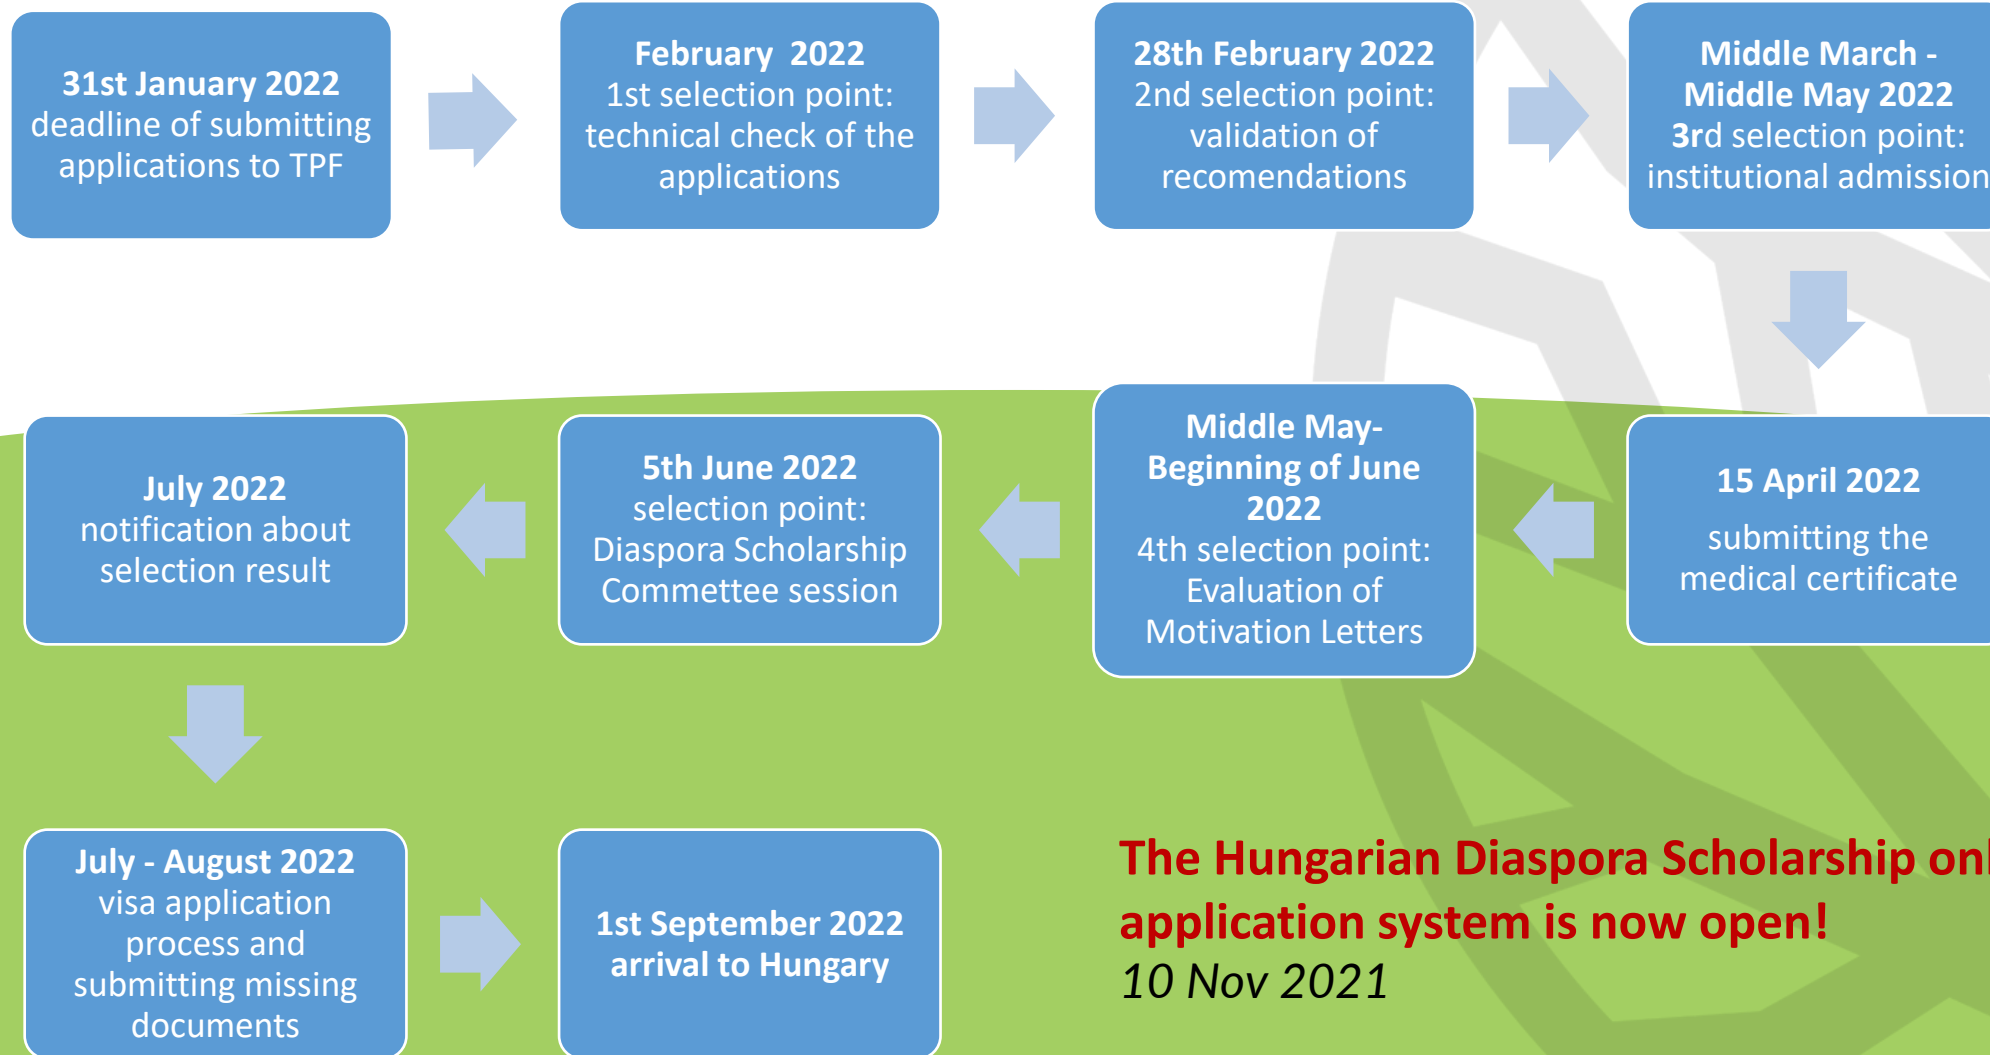 31st January 2022
deadline of submitting
applications to TPF
February 2022
1st selection point:
technical check of the
applications
28th February 2022
2nd selection point:
validation of
recomendations
Middle March -
Middle May 2022
3rd selection point:
institutional admission
15 April 2022
submitting the
medical certificate
Middle May-
Beginning of June
2022
4th selection point:
Evaluation of
Motivation Letters
5th June 2022
selection point:
Diaspora Scholarship
Commettee session
July 2022
notification about
selection result
July - August 2022
visa application
process and
submitting missing
documents
1st September 2022
arrival to Hungary
The Hungarian Diaspora Scholarship
application system is now open!
10 Nov 2021